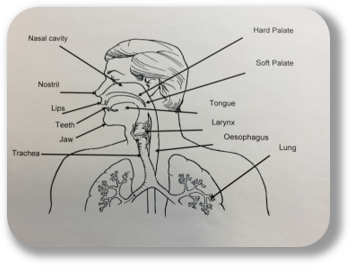 Nasal cavity
Hard Palate
Soft Palate
Nostril
Lips
Tongue
Teeth
Larynx
Jaw
Oesophagus
Trachea
Lung